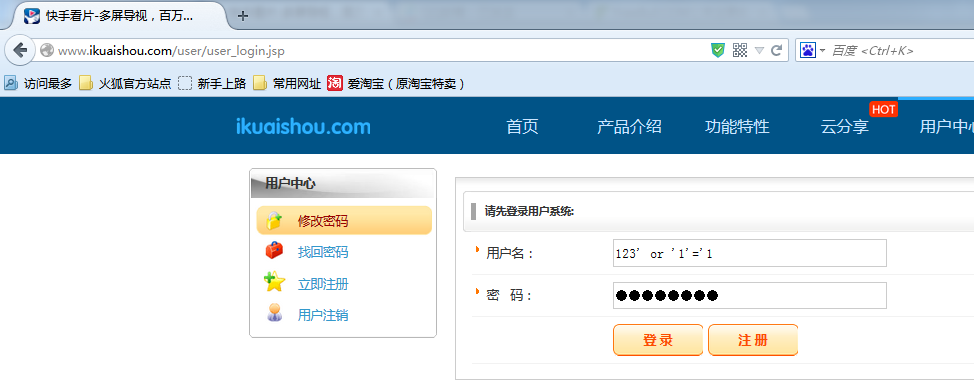 快手看片-多屏导视，百万...
www.ikuaishou.com/user/user_login.jsp
百度 <Ctrl+K>
访问最多 火狐官方站点 新手上路 常用网址 淘 爱淘宝（原淘宝特卖）
ikuaishou.com 首页 产品介绍 功能特性 云分享 HOT 用户中心
用户中心
修改密码
找回密码
立即注册
用户注销
请先登录用户系统:
用户名： 123' or '1'='1
密 码： ●●●●●●●●
登 录 注 册